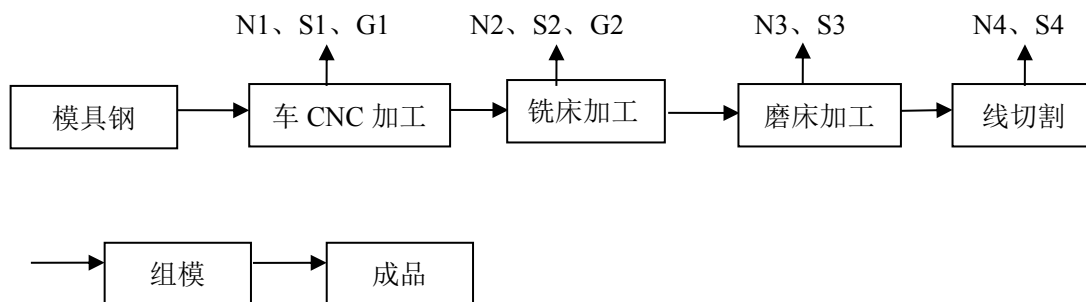 N1、S1、G1 N2、S2、G2 N3、S3 N4、S4
模具钢 车 CNC 加工 铣床加工 磨床加工 线切割
组模 成品